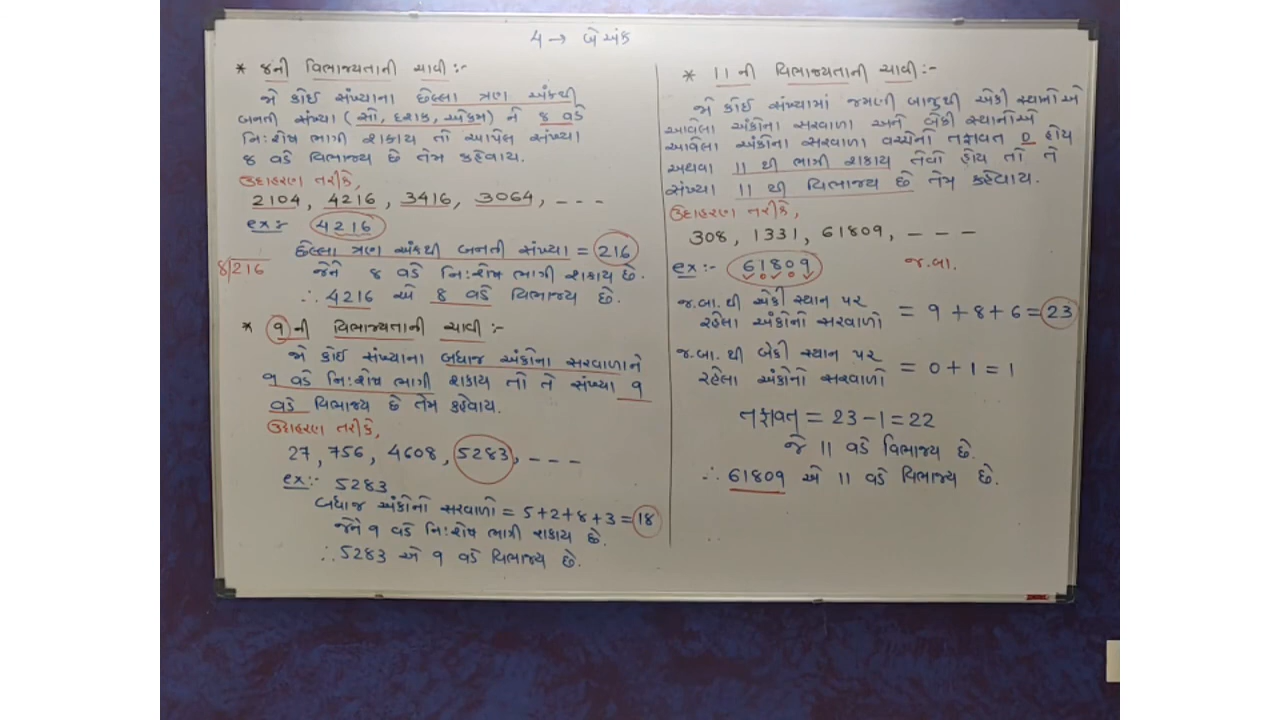 4 → બે અંક
* 8ની વિભાજ્યતાની ચાવી :-
જો કોઈ સંખ્યાના છેલ્લા ત્રણ અંકથી
બનતી સંખ્યા (સો, દશક, એકમ) ને 8 વડે
નિ:શેષ ભાગી શકાય તો આપેલ સંખ્યા
8 વડે વિભાજ્ય છે તેમ કહેવાય.
ઉદાહરણ તરીકે,
2104, 4216, 3416, 3064, - - -
ex:- 4216
છેલ્લા ત્રણ અંકથી બનતી સંખ્યા = 216
8/216
જેને 8 વડે નિ:શેષ ભાગી શકાય છે.
∴ 4216 એ 8 વડે વિભાજ્ય છે.
* 9ની વિભાજ્યતાની ચાવી :-
જો કોઈ સંખ્યાના બધાજ અંકોના સરવાળાને
9 વડે નિ:શેષ ભાગી શકાય તો તે સંખ્યા 9
વડે વિભાજ્ય છે તેમ કહેવાય.
ઉદાહરણ તરીકે,
27, 756, 4608, 5283, - - -
ex:- 5283
બધાજ અંકોનો સરવાળો = 5+2+8+3 = 18
જેને 9 વડે નિ:શેષ ભાગી શકાય છે.
∴ 5283 એ 9 વડે વિભાજ્ય છે.
* 11 ની વિભાજ્યતાની ચાવી :-
જો કોઈ સંખ્યામાં જમણી બાજુથી એકી સ્થાનોએ
આવેલા અંકોના સરવાળા અને બેકી સ્થાનોએ
આવેલા અંકોના સરવાળા વચ્ચેનો તફાવત 0 હોય
અથવા 11 થી ભાગી શકાય તેવો હોય તો તે
સંખ્યા 11 થી વિભાજ્ય છે તેમ કહેવાય.
ઉદાહરણ તરીકે,
308, 1331, 61809, - - -
ex:- 61809 જ.બા.
જ.બા. થી એકી સ્થાન પર
રહેલા અંકોનો સરવાળો = 9+8+6 = 23
જ.બા. થી બેકી સ્થાન પર
રહેલા અંકોનો સરવાળો = 0+1 = 1
તફાવત = 23-1 = 22
જે 11 વડે વિભાજ્ય છે.
∴ 61809 એ 11 વડે વિભાજ્ય છે.